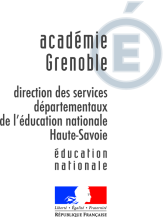 académie
Grenoble
É
direction des services
départementaux
de l'éducation nationale
Haute-Savoie
éducation
nationale
Liberté • Égalité • Fraternité
RÉPUBLIQUE FRANÇAISE